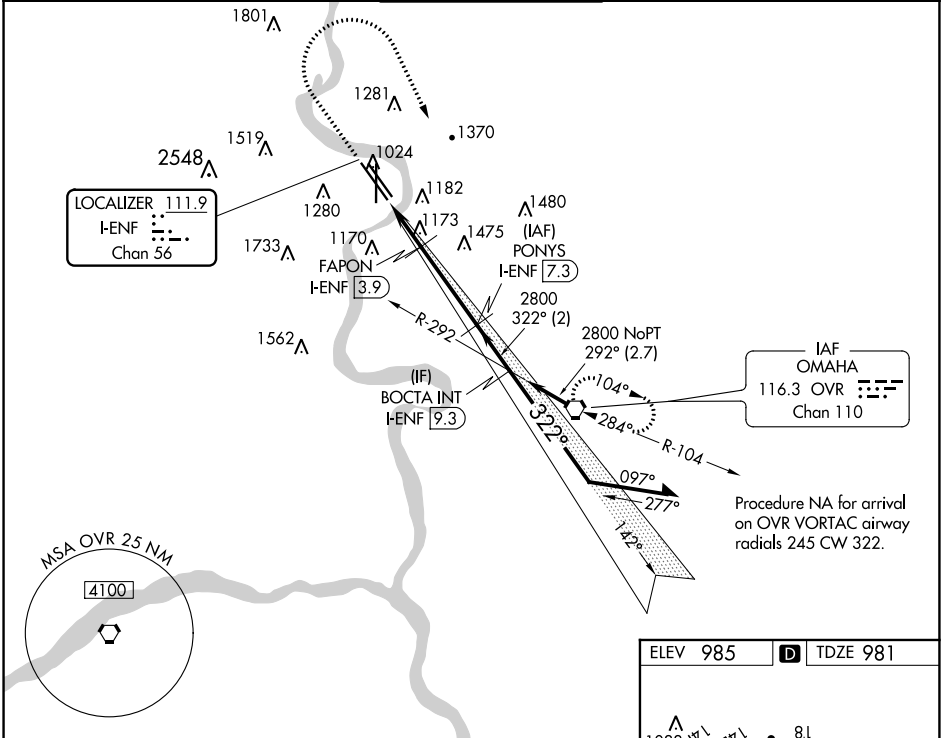 1801
1281
1370
1519
1024
2548
LOCALIZER 111.9
I-ENF
Chan 56
1280
1182
1173
1480
1733
1170
1475
(IAF)
PONYS
I-ENF 7.3
FAPON
I-ENF 3.9
2800
322° (2)
R-292
2800 NoPT
292° (2.7)
1562
(IF)
BOCTA INT
I-ENF 9.3
104°
IAF
OMAHA
116.3 OVR
Chan 110
322°
284°
R-104
097°
277°
142°
Procedure NA for arrival
on OVR VORTAC airway
radials 245 CW 322.
MSA OVR 25 NM
4100
ELEV 985 D TDZE 981